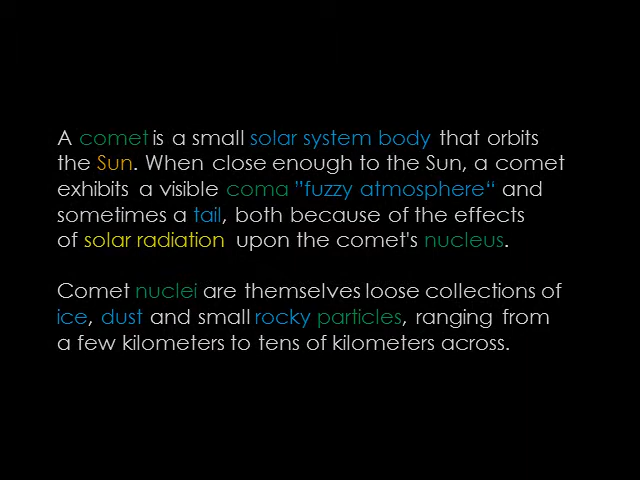 A comet is a small solar system body that orbits
the Sun. When close enough to the Sun, a comet
exhibits a visible coma ”fuzzy atmosphere“ and
sometimes a tail, both because of the effects
of solar radiation upon the comet's nucleus.
Comet nuclei are themselves loose collections of
ice, dust and small rocky particles, ranging from
a few kilometers to tens of kilometers across.